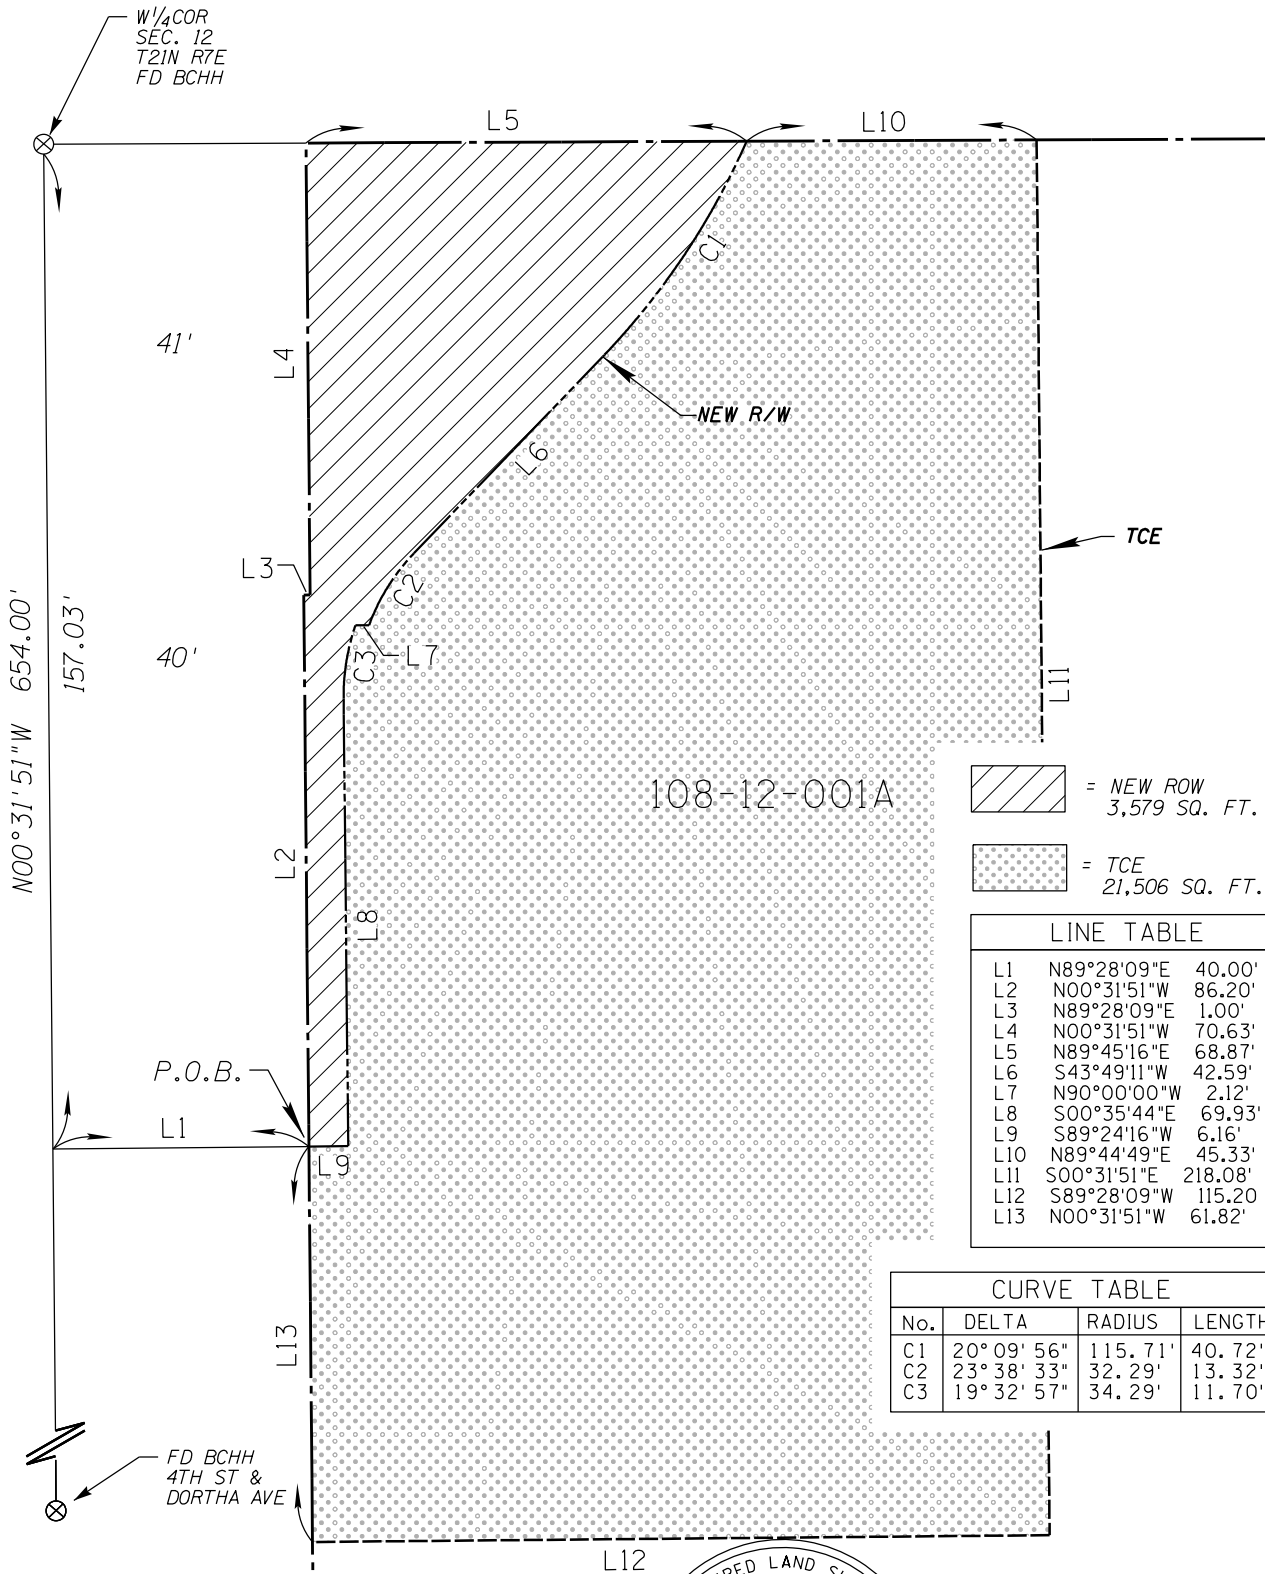 W 1/4 COR
SEC. 12
T21N R7E
FD BCHH
L5
L10
C1
41'
L4
NEW R/W
L6
TCE
L3
C2
N00°31'51"W 654.00'
157.03'
40'
C3
L7
L11
108-12-001A
= NEW ROW
3,579 SQ. FT.
L2
= TCE
21,506 SQ. FT.
L8
LINE TABLE
L1 N89°28'09"E 40.00'
L2 N00°31'51"W 86.20'
L3 N89°28'09"E 1.00'
L4 N00°31'51"W 70.63'
L5 N89°45'16"E 68.87'
L6 S43°49'11"W 42.59'
L7 N90°00'00"W 2.12'
L8 S00°35'44"E 69.93'
L9 S89°24'16"W 6.16'
L10 N89°44'49"E 45.33'
L11 S00°31'51"E 218.08'
L12 S89°28'09"W 115.20
L13 N00°31'51"W 61.82'
P.O.B.
L1
L9
CURVE TABLE
No. DELTA RADIUS LENGTH
C1 20°09'56" 115.71' 40.72'
C2 23°38'33" 32.29' 13.32'
C3 19°32'57" 34.29' 11.70'
L13
FD BCHH
4TH ST &
DORTHA AVE
L12
LAND